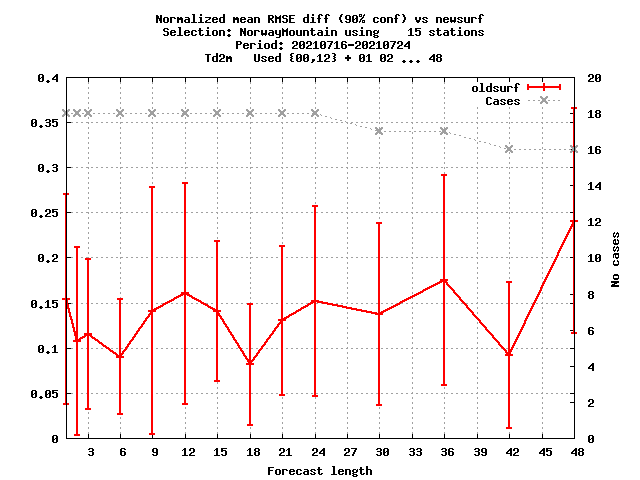 Normalized mean RMSE diff (90% conf) vs newsurf
Selection: NorwayMountain using    15 stations
Period: 20210716-20210724
Td2m   Used {00,12} + 01 02 ... 48
oldsurf
Cases
0.4
0.35
0.3
0.25
0.2
0.15
0.1
0.05
0
20
18
16
14
12
10
8
6
4
2
0
No cases
3 6 9 12 15 18 21 24 27 30 33 36 39 42 45 48
Forecast length